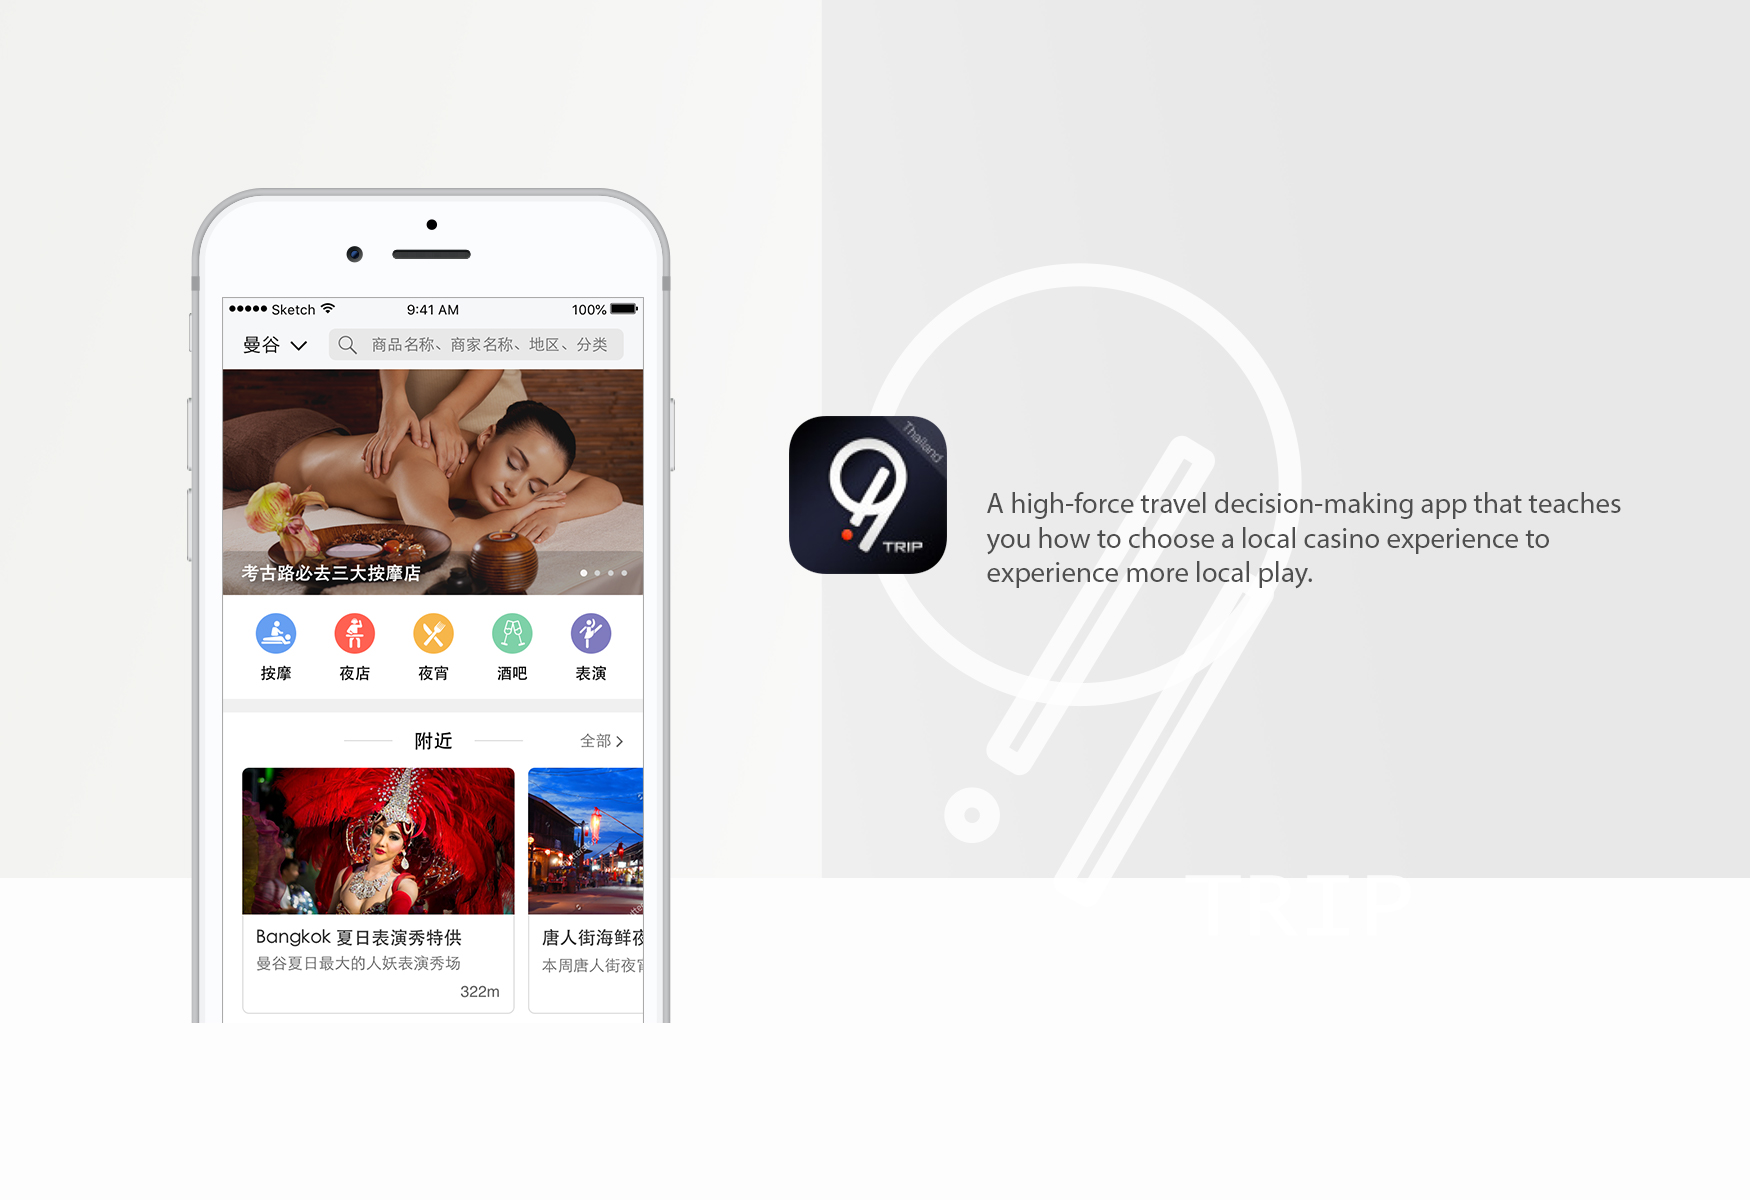 ●●●●● Sketch 9:41 AM 100%
曼谷 商品名称、商家名称、地区、分类
考古路必去三大按摩店
按摩 夜店 夜宵 酒吧 表演
附近 全部
Bangkok 夏日表演秀特供
曼谷夏日最大的人妖表演秀场
322m
唐人街海鲜夜
本周唐人街夜宵
Thailand
9
TRIP
A high-force travel decision-making app that teaches
you how to choose a local casino experience to
experience more local play.
TRIP